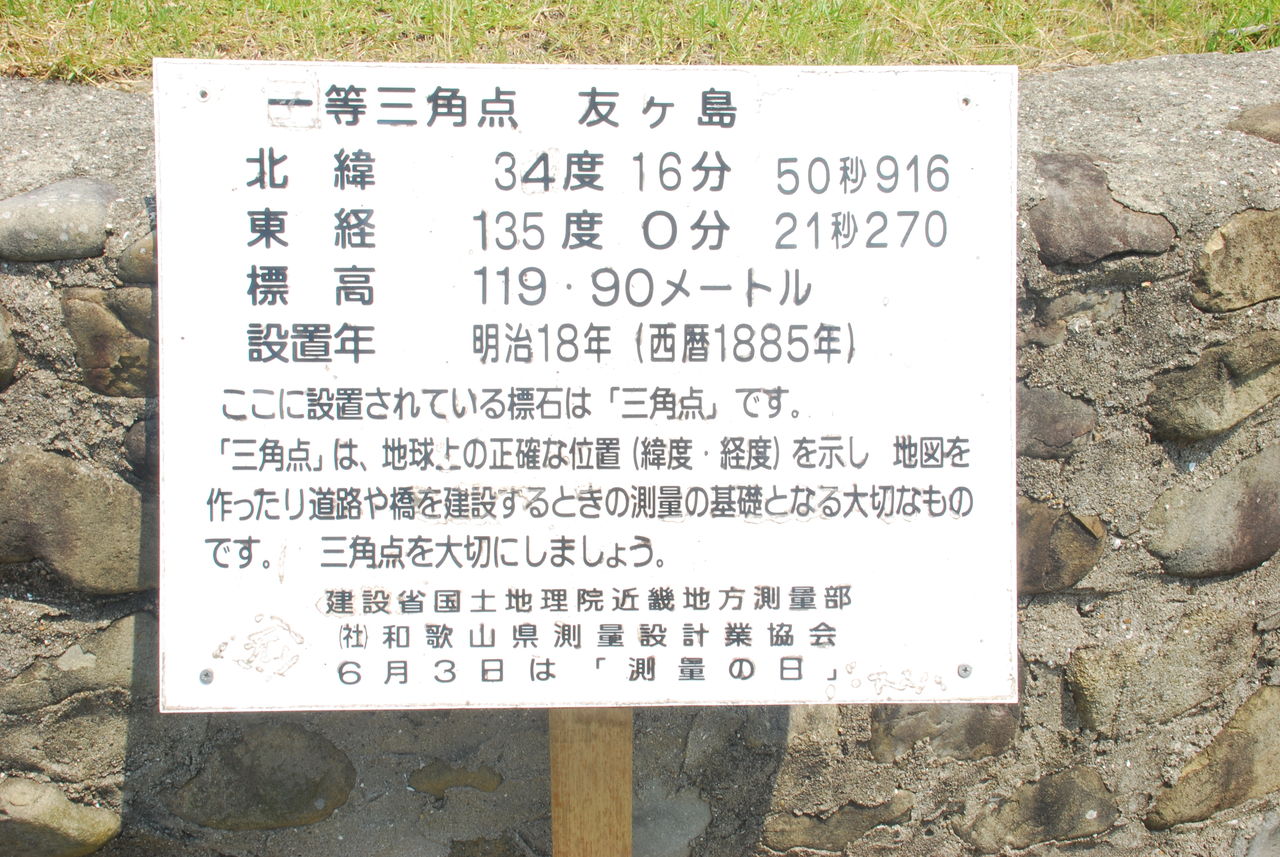 一等三角点　友ヶ島
北　緯　34度 16分　50秒916
東　経　135度 0分　21秒270
標　高　119・90メートル
設置年　明治18年（西暦1885年）
ここに設置されている標石は「三角点」です。
「三角点」は、地球上の正確な位置（緯度・経度）を示し　地図を
作ったり道路や橋を建設するときの測量の基礎となる大切なもの
です。　三角点を大切にしましょう。
建設省国土地理院近畿地方測量部
㈳和歌山県測量設計業協会
6月3日は「測量の日」